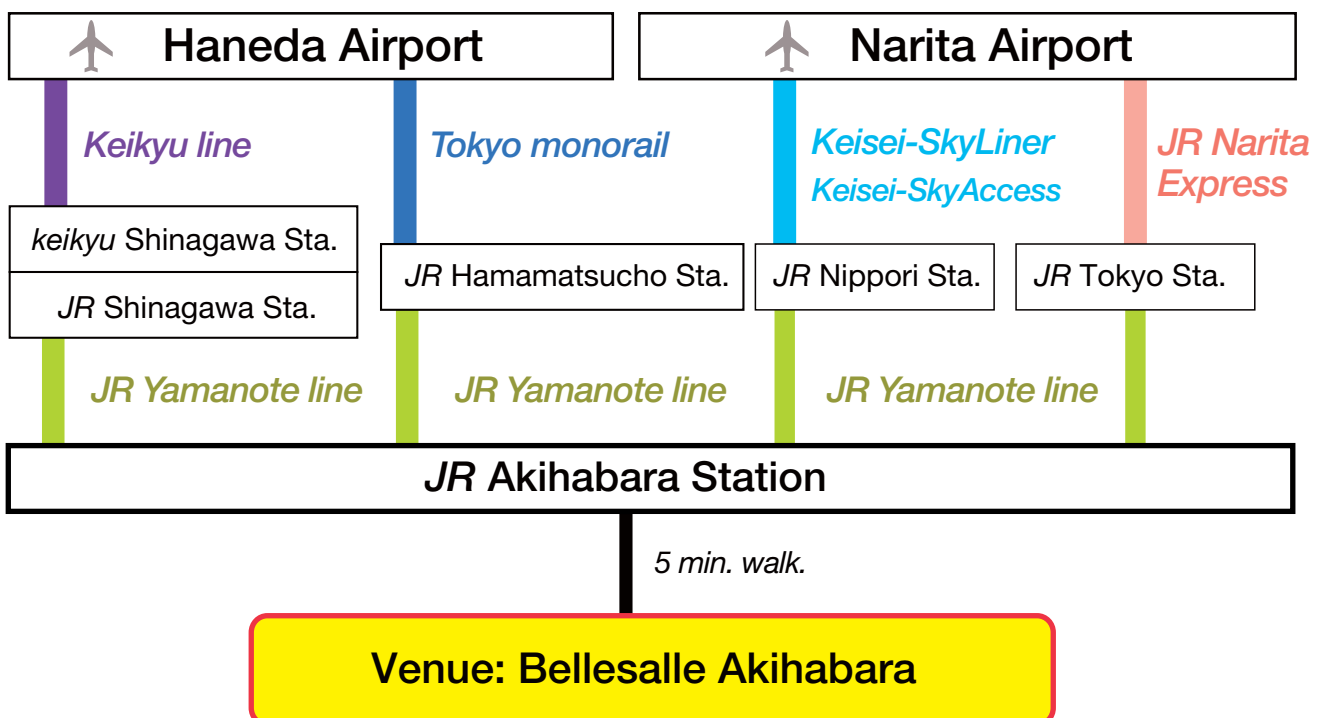 Haneda Airport
Narita Airport
Keikyu line
Tokyo monorail
Keisei-SkyLiner
Keisei-SkyAccess
JR Narita
Express
keikyu Shinagawa Sta.
JR Shinagawa Sta.
JR Hamamatsucho Sta.
JR Nippori Sta.
JR Tokyo Sta.
JR Yamanote line
JR Yamanote line
JR Yamanote line
JR Akihabara Station
5 min. walk.
Venue: Bellesalle Akihabara